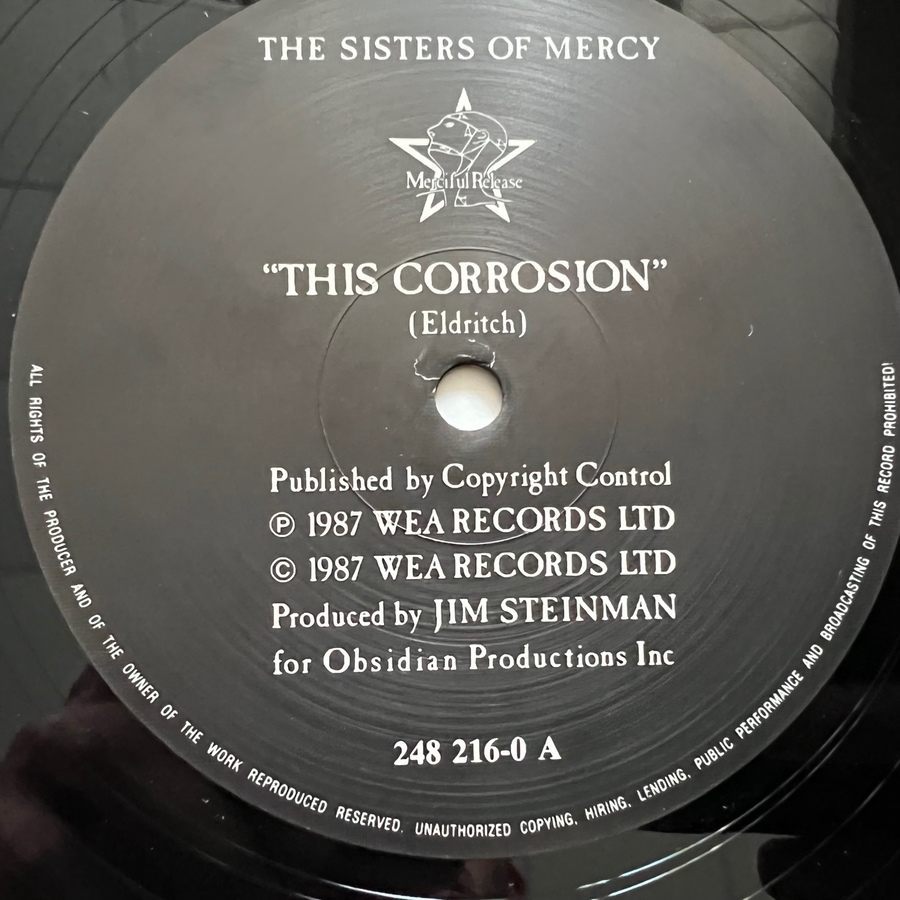 THE SISTERS OF MERCY
Merciful Release
“THIS CORROSION”
(Eldritch)
Published by Copyright Control
℗ 1987 WEA RECORDS LTD
© 1987 WEA RECORDS LTD
Produced by JIM STEINMAN
for Obsidian Productions Inc
248 216-0 A
ALL RIGHTS OF THE PRODUCER AND OF THE OWNER OF THE WORK REPRODUCED RESERVED. UNAUTHORIZED COPYING, HIRING, LENDING, PUBLIC PERFORMANCE AND BROADCASTING OF THIS RECORD PROHIBITED!